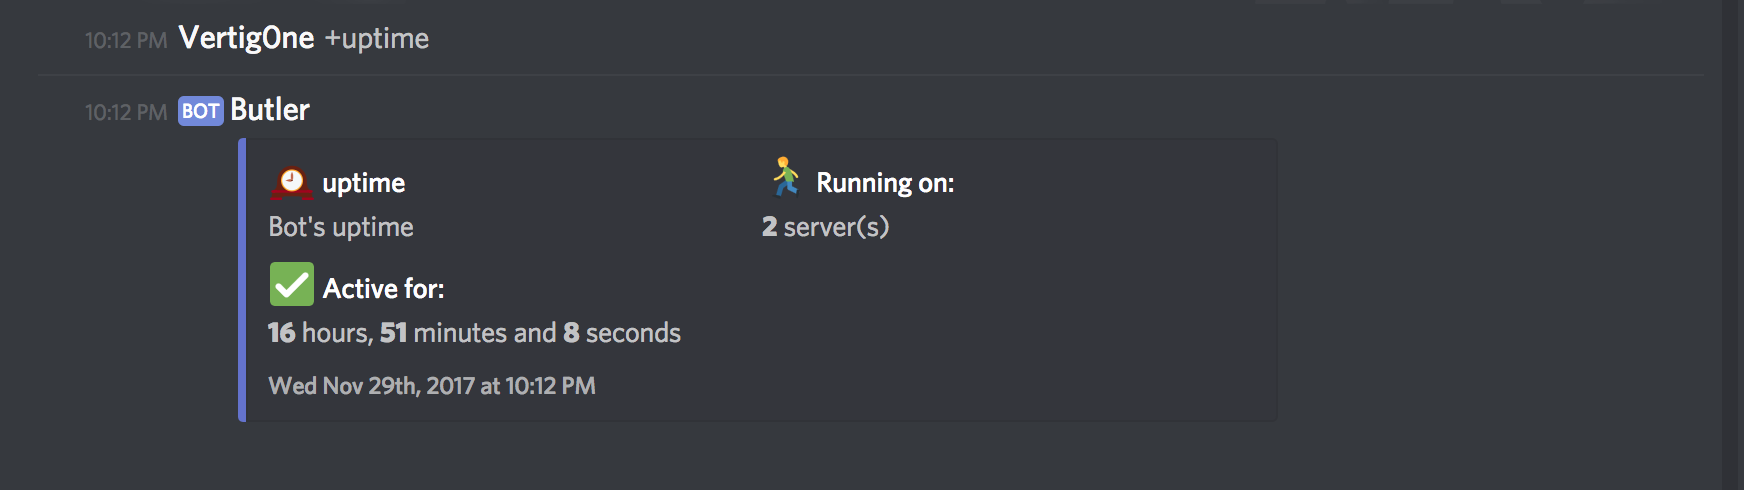 10:12 PM VertigOne +uptime
10:12 PM BOT Butler
uptime
Bot's uptime
Running on:
2 server(s)
Active for:
16 hours, 51 minutes and 8 seconds
Wed Nov 29th, 2017 at 10:12 PM